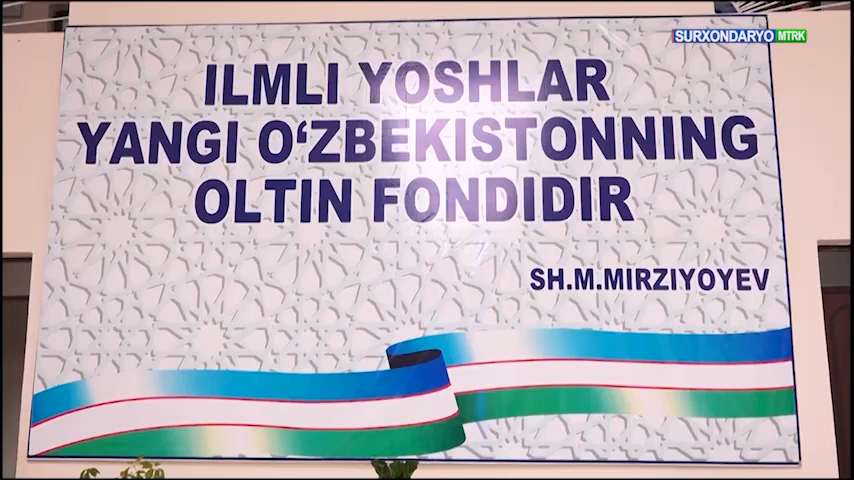 SURXONDARYO MTRK
ILMLI YOSHLAR
YANGI O‘ZBEKISTONNING
OLTIN FONDIDIR
SH.M.MIRZIYOYEV